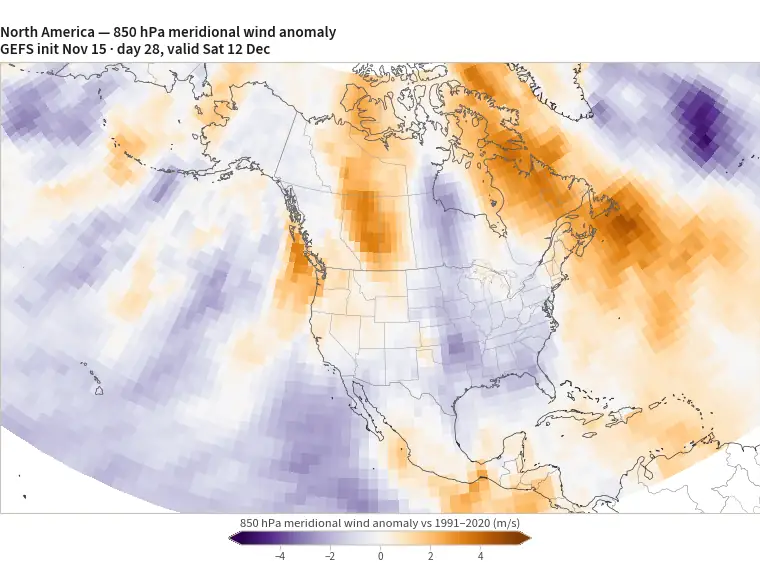 North America — 850 hPa meridional wind anomaly
GEFS init Nov 15 · day 28, valid Sat 12 Dec
850 hPa meridional wind anomaly vs 1991–2020 (m/s)
−4 −2 0 2 4